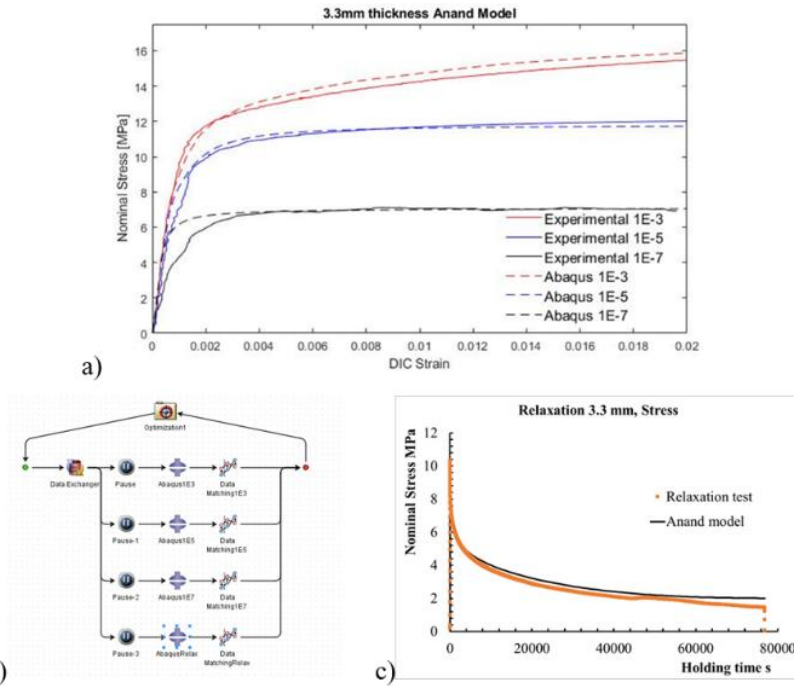 3.3mm thickness Anand Model
Nominal Stress [MPa]
16
14
12
10
8
6
4
2
0
Experimental 1E-3
Experimental 1E-5
Experimental 1E-7
Abaqus 1E-3
Abaqus 1E-5
Abaqus 1E-7
0 0.002 0.004 0.006 0.008 0.01 0.012 0.014 0.016 0.018 0.02
DIC Strain
a)
Optimization1
Data Exchanger Pause Abaqus1E3 Data Matching1E3
Pause-1 Abaqus1E5 Data Matching1E5
Pause-2 Abaqus1E7 Data Matching1E7
Pause-3 AbaqusRelax Data MatchingRelax
)
Relaxation 3.3 mm, Stress
Nominal Stress MPa
12
10
8
6
4
2
0
Relaxation test
Anand model
0 20000 40000 60000 80000
Holding time s
c)